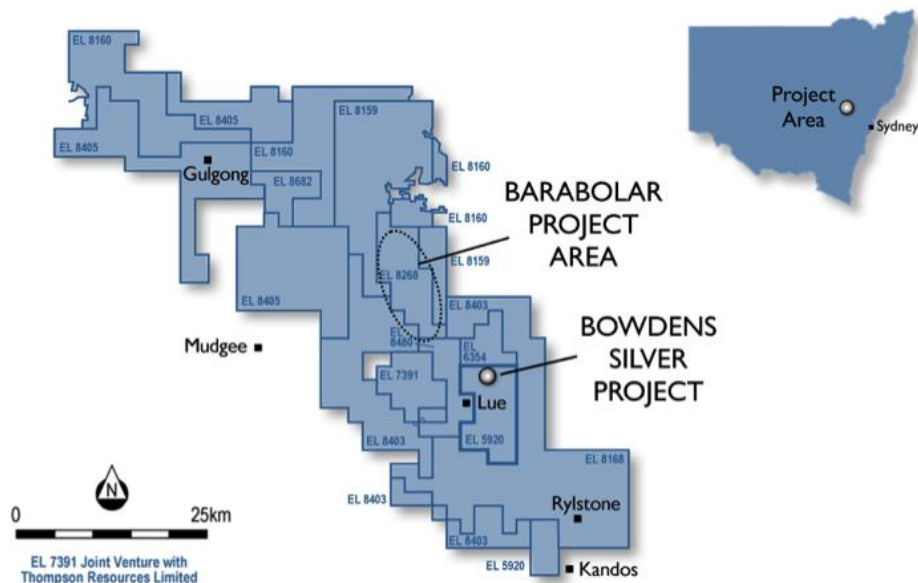 EL 8160
EL 8159
EL 8405
EL 8405
EL 8160
Gulgong
EL 8682
EL 8160
EL 8160
EL 8159
EL 8268
EL 8405
EL 8403
EL
8480
EL
6354
Mudgee
EL 7391
Lue
EL 8403
EL 5920
EL 8168
EL 8403
Rylstone
EL 8403
EL 5920
Kandos
BARABOLAR
PROJECT
AREA
BOWDENS
SILVER
PROJECT
Project
Area
Sydney
N
0 25km
EL 7391 Joint Venture with
Thompson Resources Limited